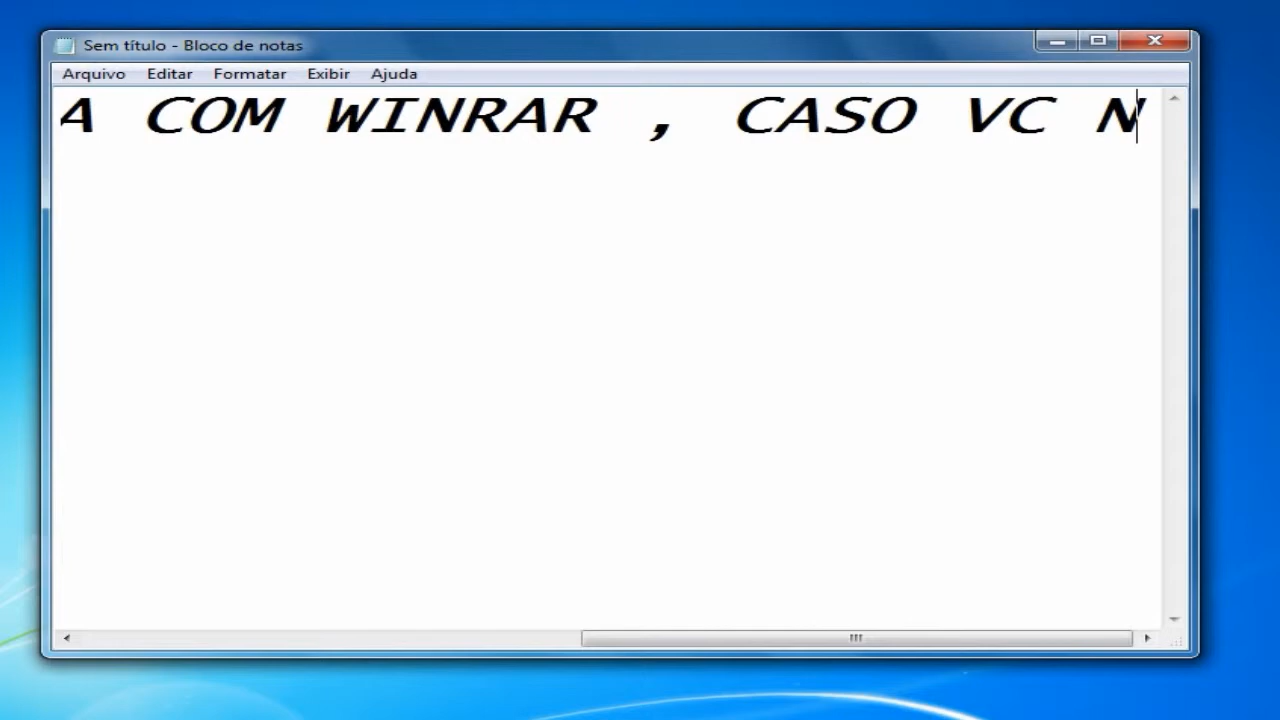 Sem título - Bloco de notas
Arquivo Editar Formatar Exibir Ajuda
A COM WINRAR , CASO VC N